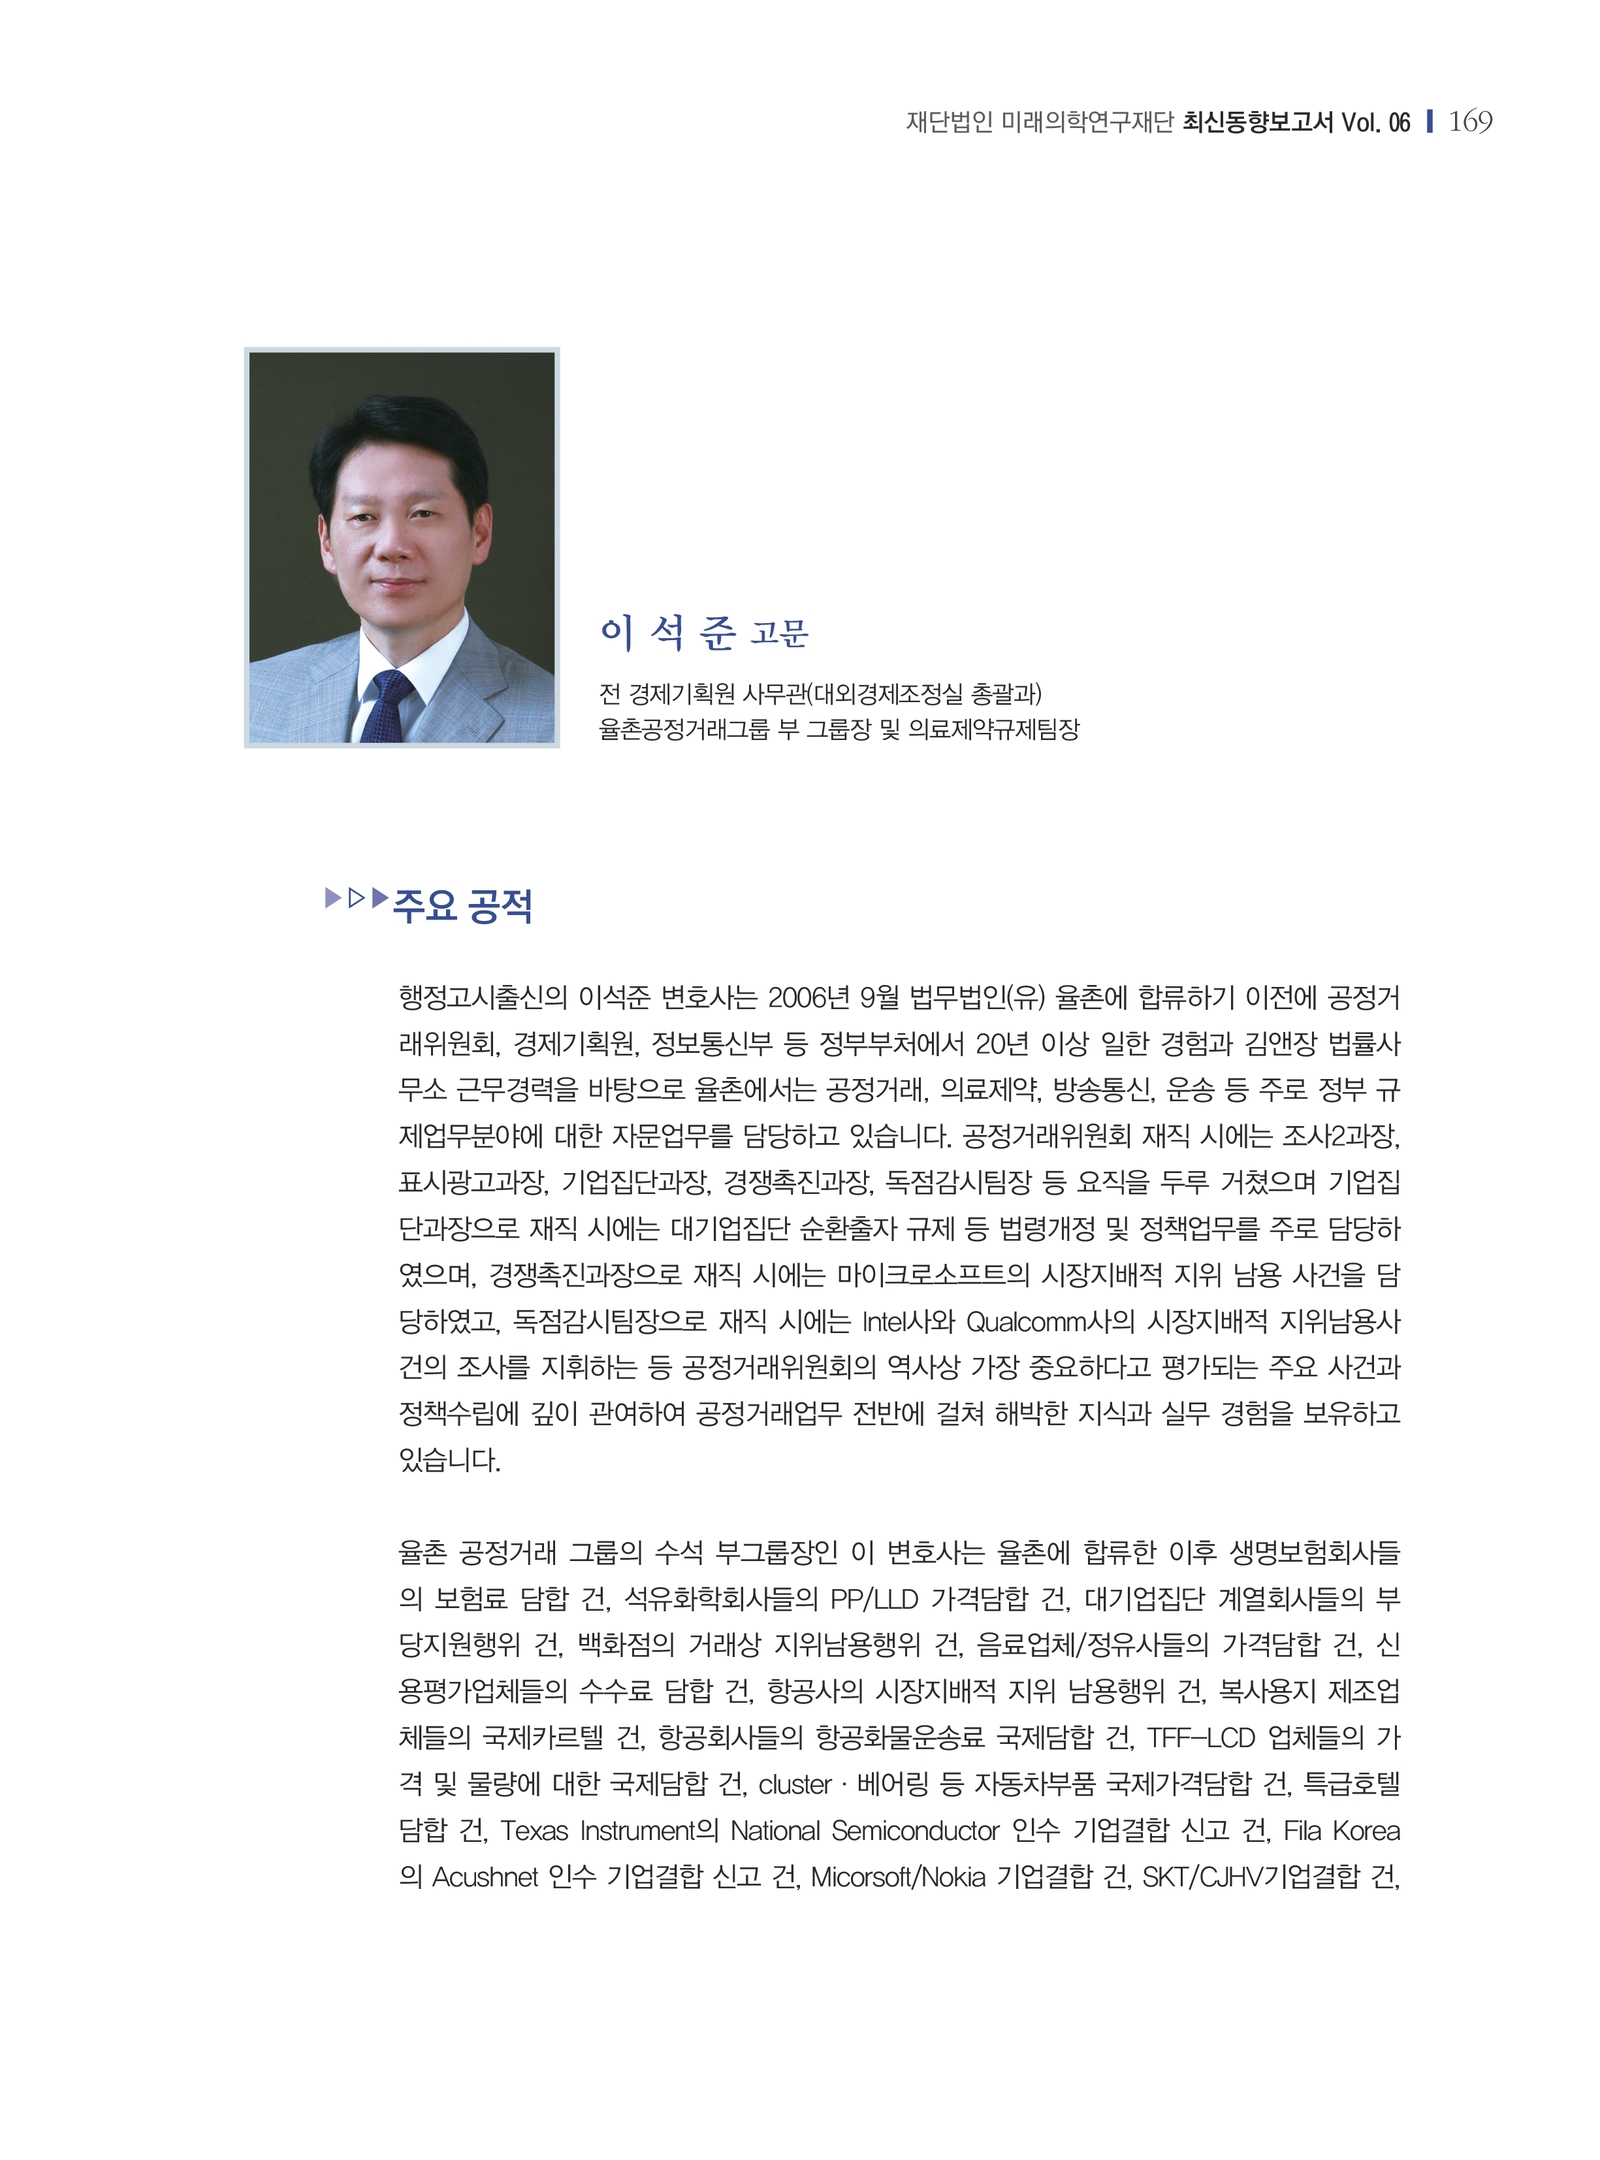 재단법인 미래의학연구재단 최신동향보고서 Vol. 06 169
이 석 준 고문
전 경제기획원 사무관(대외경제조정실 총괄과)
율촌공정거래그룹 부 그룹장 및 의료제약규제팀장
주요 공적
행정고시출신의 이석준 변호사는 2006년 9월 법무법인(유) 율촌에 합류하기 이전에 공정거
래위원회, 경제기획원, 정보통신부 등 정부부처에서 20년 이상 일한 경험과 김앤장 법률사
무소 근무경력을 바탕으로 율촌에서는 공정거래, 의료제약, 방송통신, 운송 등 주로 정부 규
제업무분야에 대한 자문업무를 담당하고 있습니다. 공정거래위원회 재직 시에는 조사2과장,
표시광고과장, 기업집단과장, 경쟁촉진과장, 독점감시팀장 등 요직을 두루 거쳤으며 기업집
단과장으로 재직 시에는 대기업집단 순환출자 규제 등 법령개정 및 정책업무를 주로 담당하
였으며, 경쟁촉진과장으로 재직 시에는 마이크로소프트의 시장지배적 지위 남용 사건을 담
당하였고, 독점감시팀장으로 재직 시에는 Intel사와 Qualcomm사의 시장지배적 지위남용사
건의 조사를 지휘하는 등 공정거래위원회의 역사상 가장 중요하다고 평가되는 주요 사건과
정책수립에 깊이 관여하여 공정거래업무 전반에 걸쳐 해박한 지식과 실무 경험을 보유하고
있습니다.
율촌 공정거래 그룹의 수석 부그룹장인 이 변호사는 율촌에 합류한 이후 생명보험회사들
의 보험료 담합 건, 석유화학회사들의 PP/LLD 가격담합 건, 대기업집단 계열회사들의 부
당지원행위 건, 백화점의 거래상 지위남용행위 건, 음료업체/정유사들의 가격담합 건, 신
용평가업체들의 수수료 담합 건, 항공사의 시장지배적 지위 남용행위 건, 복사용지 제조업
체들의 국제카르텔 건, 항공회사들의 항공화물운송료 국제담합 건, TFF-LCD 업체들의 가
격 및 물량에 대한 국제담합 건, cluster · 베어링 등 자동차부품 국제가격담합 건, 특급호텔
담합 건, Texas Instrument의 National Semiconductor 인수 기업결합 신고 건, Fila Korea
의 Acushnet 인수 기업결합 신고 건, Micorsoft/Nokia 기업결합 건, SKT/CJHV기업결합 건,